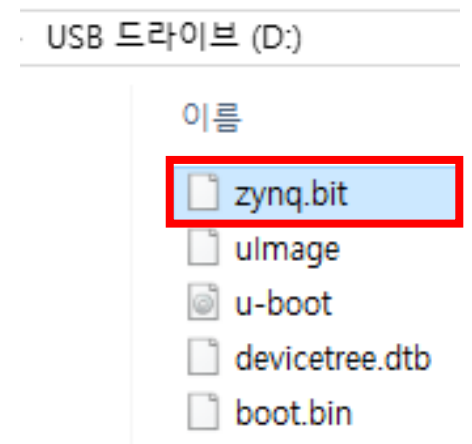 USB 드라이브 (D:)
이름
zynq.bit
uImage
u-boot
devicetree.dtb
boot.bin